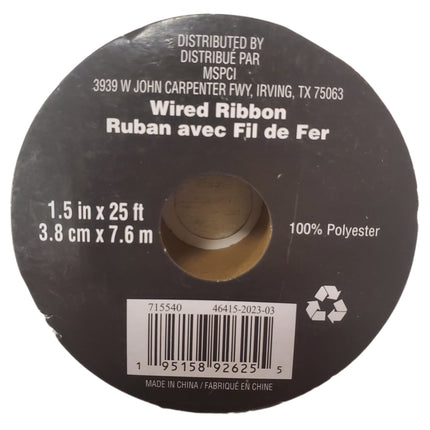 DISTRIBUTED BY
DISTRIBUÉ PAR
MSPCI
3939 W JOHN CARPENTER FWY, IRVING, TX 75063
Wired Ribbon
Ruban avec Fil de Fer
1.5 in x 25 ft
3.8 cm x 7.6 m
100% Polyester
715540 46415-2023-03
1 95158 92625 5
MADE IN CHINA / FABRIQUÉ EN CHINE